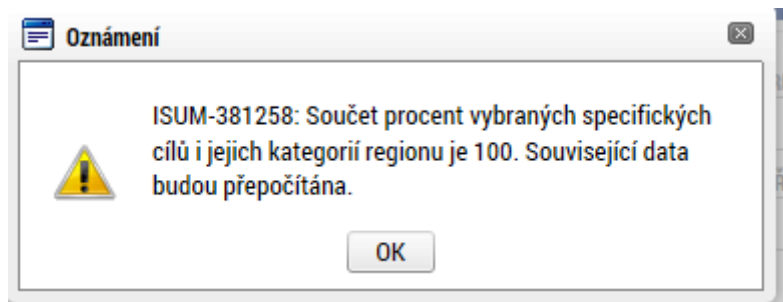 Oznámení
ISUM-381258: Součet procent vybraných specifických
cílů i jejich kategorií regionu je 100. Související data
budou přepočítána.
OK